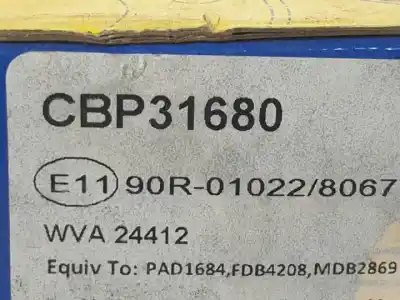 CBP31680
E11 90R-01022/8067
WVA 24412
Equiv To: PAD1684,FDB4208,MDB2869